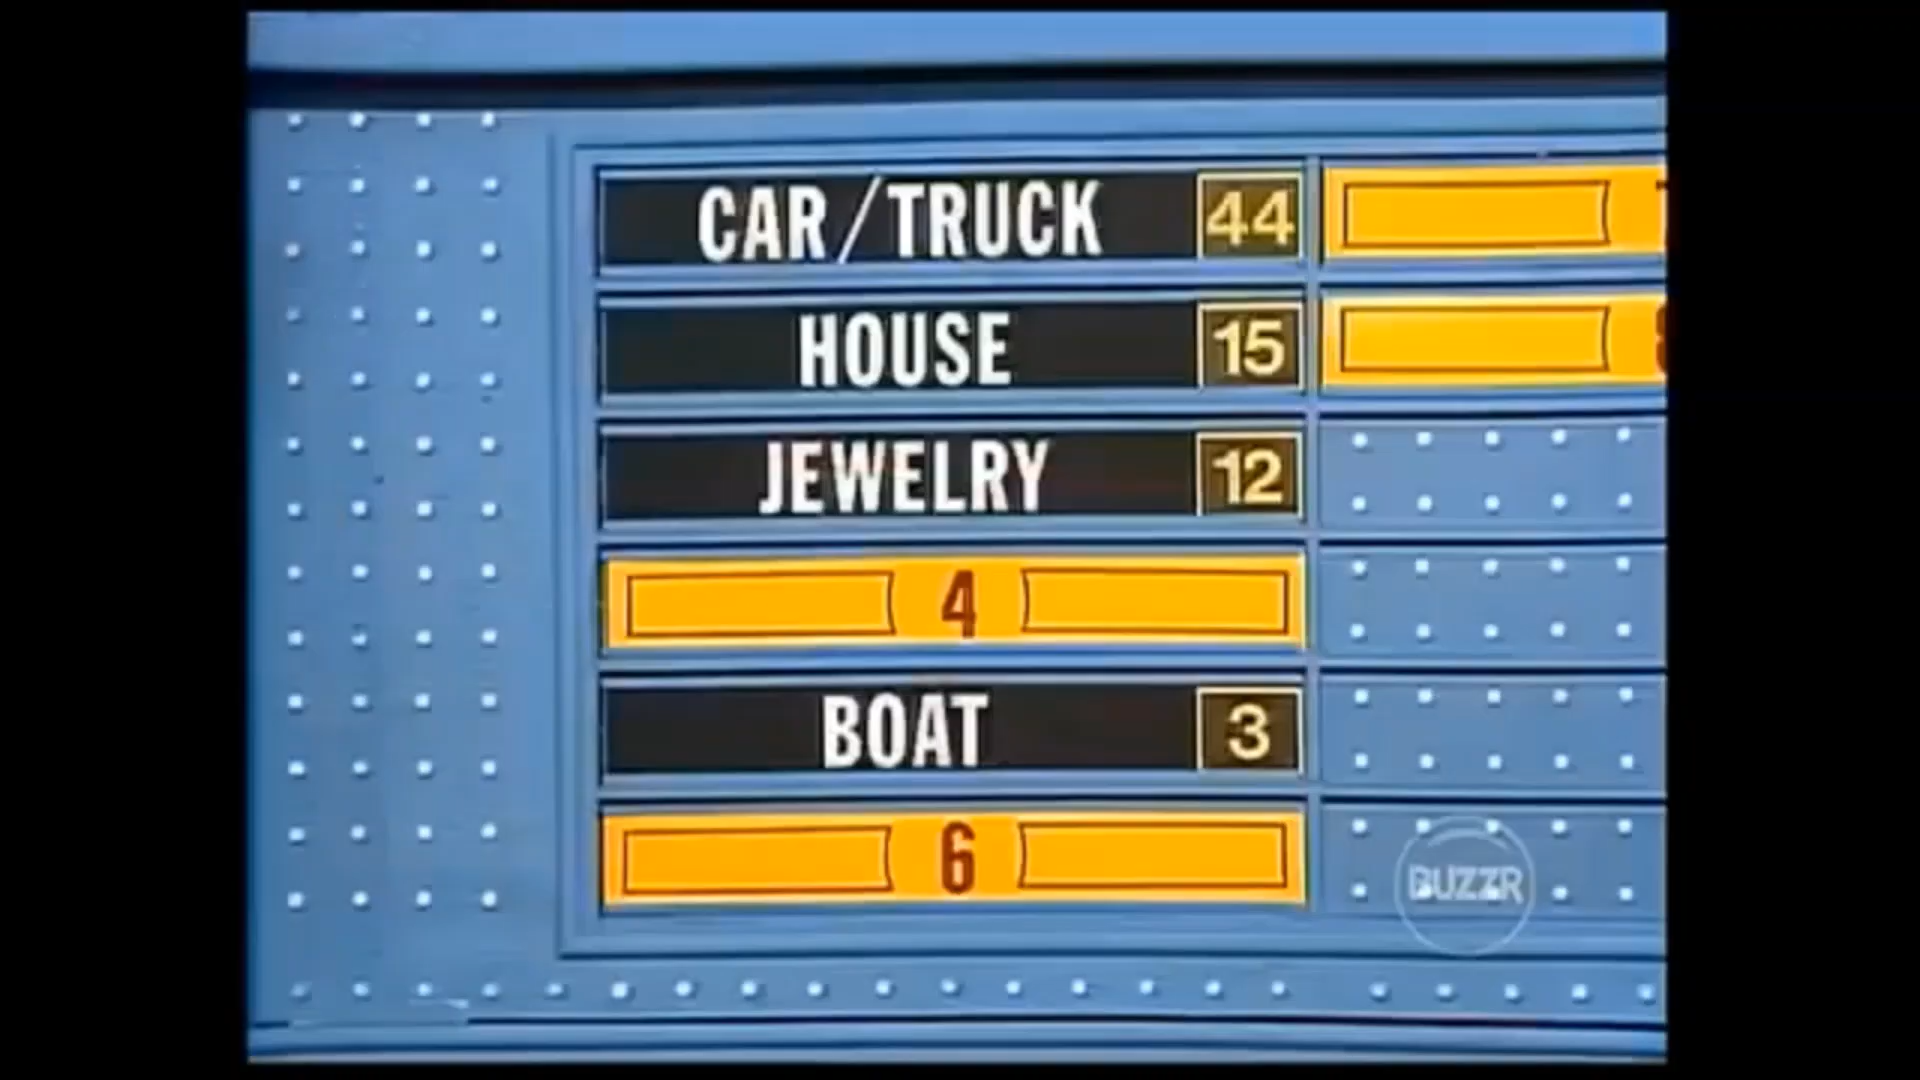 CAR/TRUCK 44
HOUSE 15
JEWELRY 12
4
BOAT 3
6
BUZZR